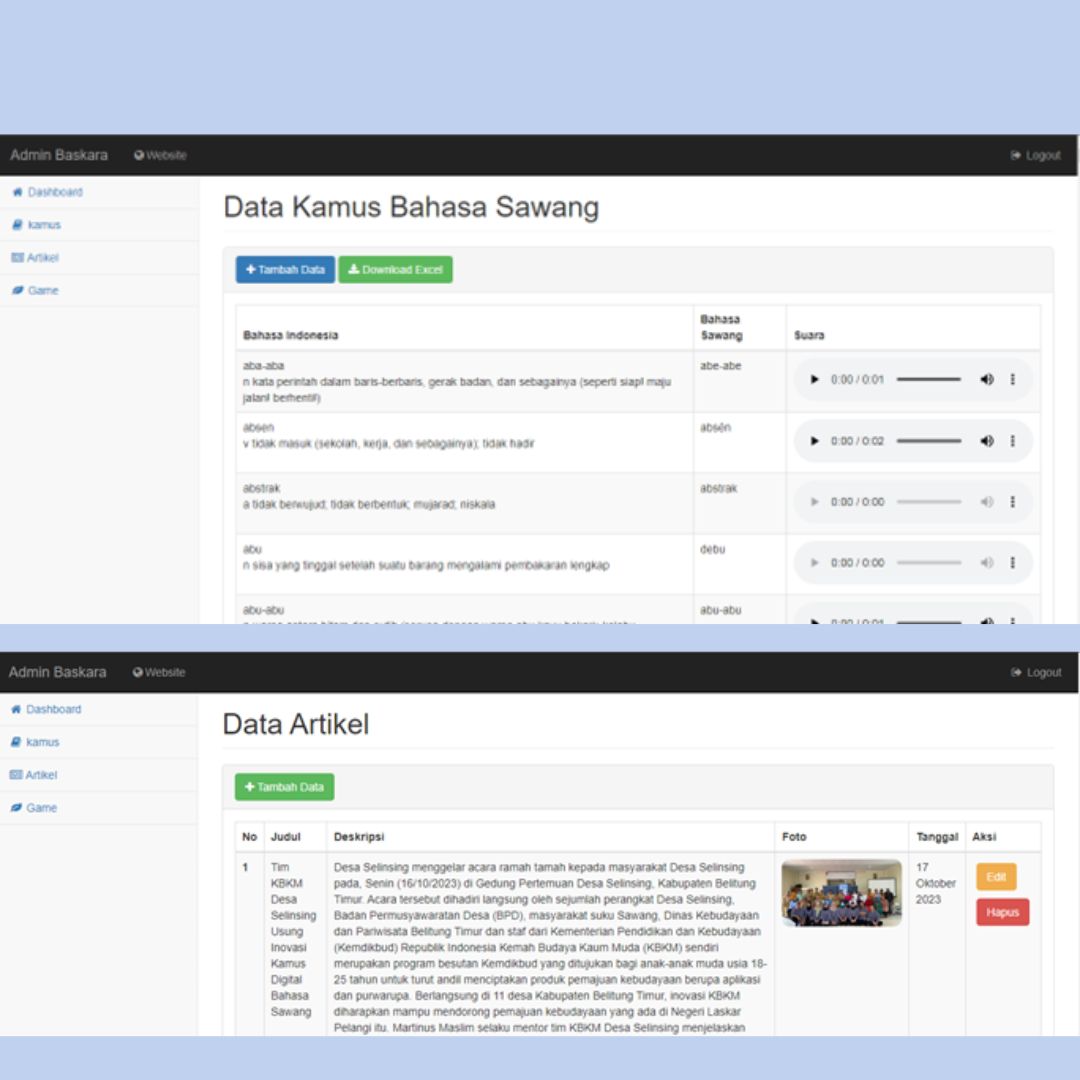 Admin Baskara Website Logout
Dashboard
kamus
Artikel
Game
Data Kamus Bahasa Sawang
Tambah Data Download Excel
Bahasa Indonesia Bahasa Sawang Suara
aba-aba abe-abe
n kata perintah dalam baris-berbaris, gerak badan, dan sebagainya (seperti siap! maju
jalan! berhenti!)
0:00 / 0:01
absen absén
v tidak masuk (sekolah, kerja, dan sebagainya); tidak hadir
0:00 / 0:02
abstrak abstrak
a tidak berwujud; tidak berbentuk; mujarad; niskala
0:00 / 0:00
abu debu
n sisa yang tinggal setelah suatu barang mengalami pembakaran lengkap
0:00 / 0:00
abu-abu abu-abu
0:00 / 0:01
Admin Baskara Website Logout
Dashboard
kamus
Artikel
Game
Data Artikel
Tambah Data
No Judul Deskripsi Foto Tanggal Aksi
1
Tim
KBKM
Desa
Selinsing
Usung
Inovasi
Kamus
Digital
Bahasa
Sawang
Desa Selinsing menggelar acara ramah tamah kepada masyarakat Desa Selinsing
pada, Senin (16/10/2023) di Gedung Pertemuan Desa Selinsing, Kabupaten Belitung
Timur. Acara tersebut dihadiri langsung oleh sejumlah perangkat Desa Selinsing,
Badan Permusyawaratan Desa (BPD), masyarakat suku Sawang, Dinas Kebudayaan
dan Pariwisata Belitung Timur dan staf dari Kementerian Pendidikan dan Kebudayaan
(Kemdikbud) Republik Indonesia Kemah Budaya Kaum Muda (KBKM) sendiri
merupakan program besutan Kemdikbud yang ditujukan bagi anak-anak muda usia 18-
25 tahun untuk turut andil menciptakan produk pemajuan kebudayaan berupa aplikasi
dan purwarupa. Berlangsung di 11 desa Kabupaten Belitung Timur, inovasi KBKM
diharapkan mampu mendorong pemajuan kebudayaan yang ada di Negeri Laskar
Pelangi itu. Martinus Maslim selaku mentor tim KBKM Desa Selinsing menjelaskan
17
Oktober
2023
Edit
Hapus